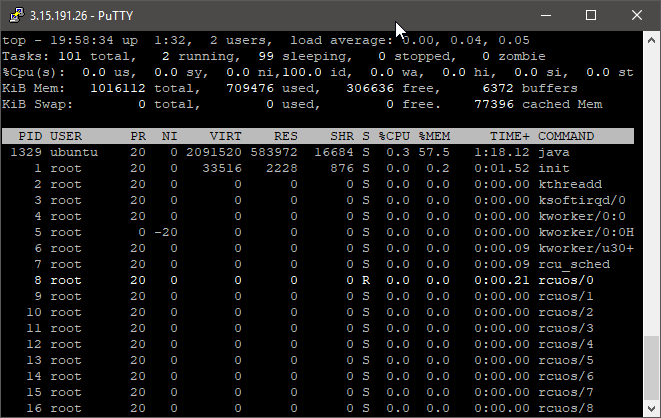 3.15.191.26 - PuTTY
top - 19:58:34 up  1:32,  2 users,  load average: 0.00, 0.04, 0.05
Tasks: 101 total,   2 running,  99 sleeping,   0 stopped,   0 zombie
%Cpu(s):  0.0 us,  0.0 sy,  0.0 ni,100.0 id,  0.0 wa,  0.0 hi,  0.0 si,  0.0 st
KiB Mem:   1016112 total,   709476 used,   306636 free,     6372 buffers
KiB Swap:        0 total,        0 used,        0 free.    77396 cached Mem
PID USER      PR  NI    VIRT    RES    SHR S %CPU %MEM     TIME+ COMMAND
1329 ubuntu    20   0 2091520 583972  16684 S  0.3 57.5   1:18.12 java
1 root      20   0   33516   2228    876 S  0.0  0.2   0:01.52 init
2 root      20   0       0      0      0 S  0.0  0.0   0:00.00 kthreadd
3 root      20   0       0      0      0 S  0.0  0.0   0:00.00 ksoftirqd/0
4 root      20   0       0      0      0 S  0.0  0.0   0:00.00 kworker/0:0
5 root       0 -20       0      0      0 S  0.0  0.0   0:00.00 kworker/0:0H
6 root      20   0       0      0      0 S  0.0  0.0   0:00.09 kworker/u30+
7 root      20   0       0      0      0 S  0.0  0.0   0:00.09 rcu_sched
8 root      20   0       0      0      0 R  0.0  0.0   0:00.21 rcuos/0
9 root      20   0       0      0      0 S  0.0  0.0   0:00.00 rcuos/1
10 root      20   0       0      0      0 S  0.0  0.0   0:00.00 rcuos/2
11 root      20   0       0      0      0 S  0.0  0.0   0:00.00 rcuos/3
12 root      20   0       0      0      0 S  0.0  0.0   0:00.00 rcuos/4
13 root      20   0       0      0      0 S  0.0  0.0   0:00.00 rcuos/5
14 root      20   0       0      0      0 S  0.0  0.0   0:00.00 rcuos/6
15 root      20   0       0      0      0 S  0.0  0.0   0:00.00 rcuos/7
16 root      20   0       0      0      0 S  0.0  0.0   0:00.00 rcuos/8